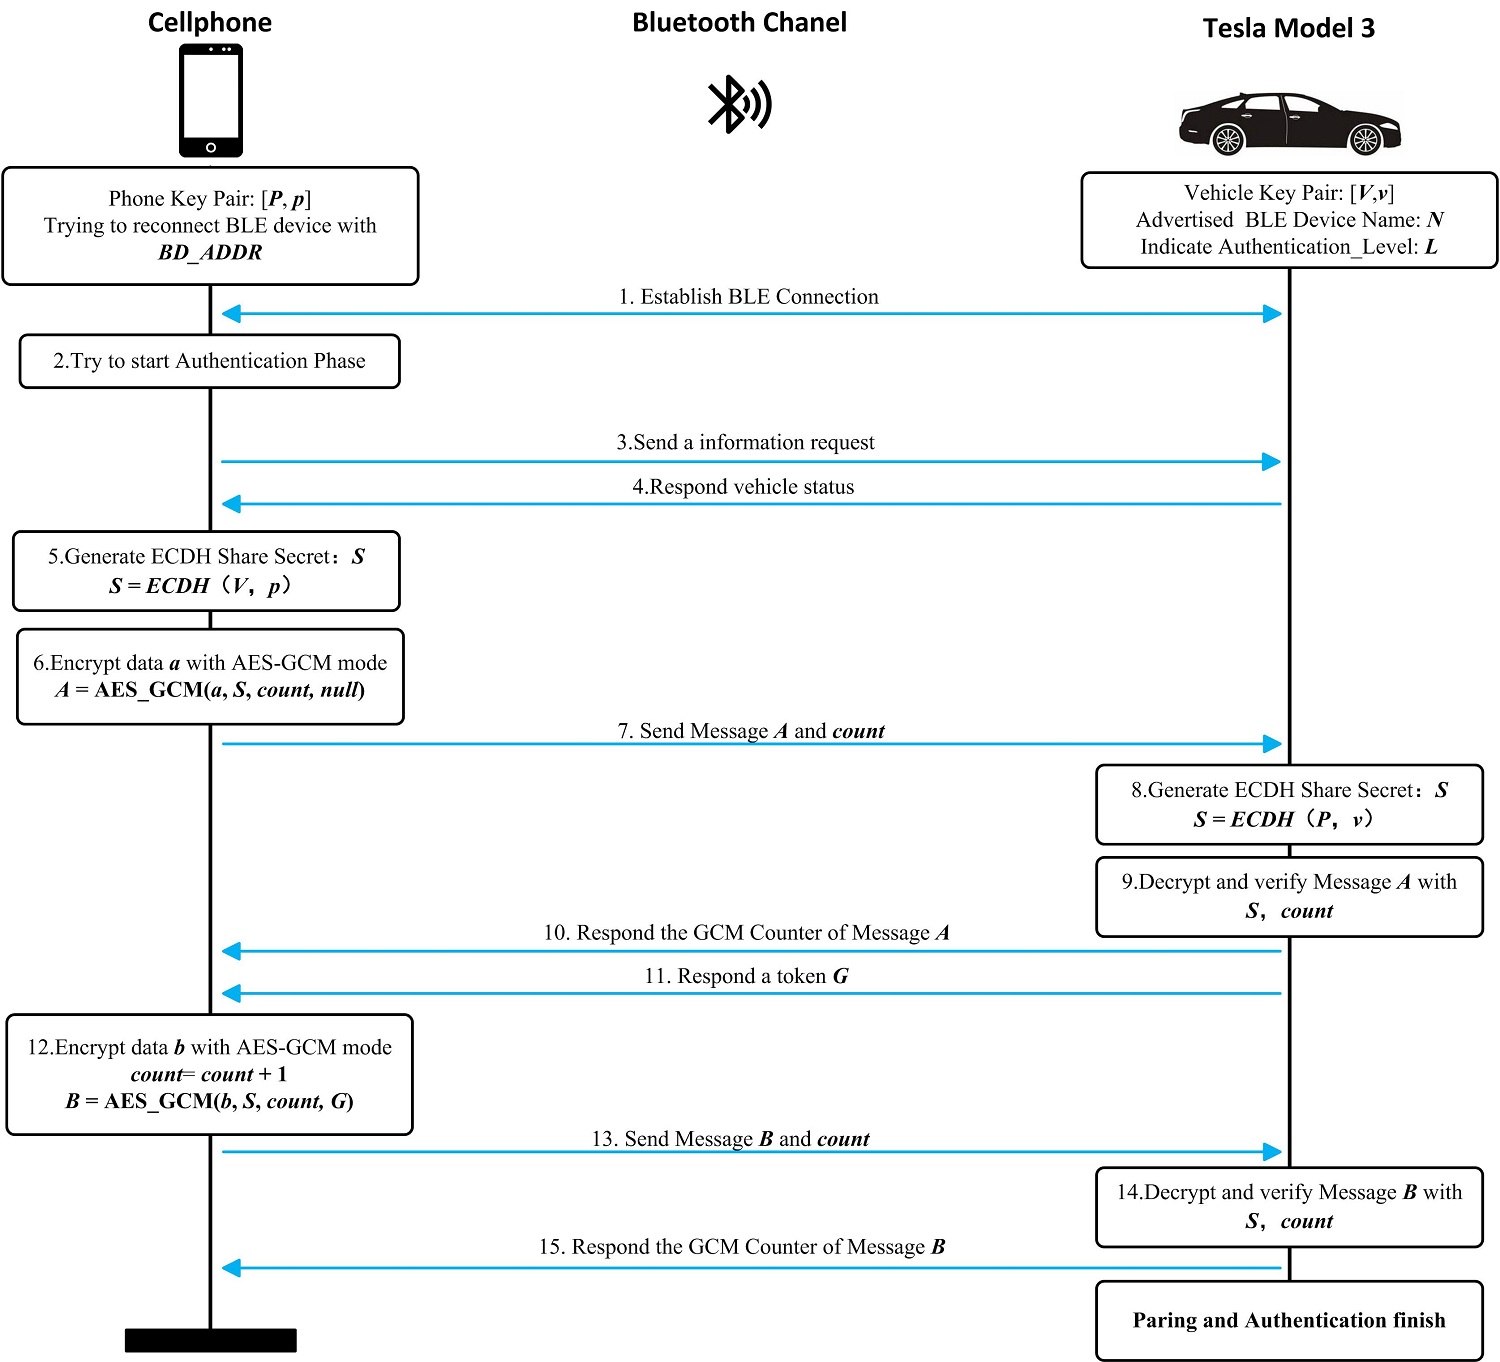 Cellphone
Bluetooth Chanel
Tesla Model 3
Phone Key Pair: [P, p]
Trying to reconnect BLE device with
BD_ADDR
Vehicle Key Pair: [V,v]
Advertised BLE Device Name: N
Indicate Authentication_Level: L
1. Establish BLE Connection
2.Try to start Authentication Phase
3.Send a information request
4.Respond vehicle status
5.Generate ECDH Share Secret：S
S = ECDH（V，p）
6.Encrypt data a with AES-GCM mode
A = AES_GCM(a, S, count, null)
7. Send Message A and count
8.Generate ECDH Share Secret：S
S = ECDH（P，v）
9.Decrypt and verify Message A with
S，count
10. Respond the GCM Counter of Message A
11. Respond a token G
12.Encrypt data b with AES-GCM mode
count= count + 1
B = AES_GCM(b, S, count, G)
13. Send Message B and count
14.Decrypt and verify Message B with
S，count
15. Respond the GCM Counter of Message B
Paring and Authentication finish